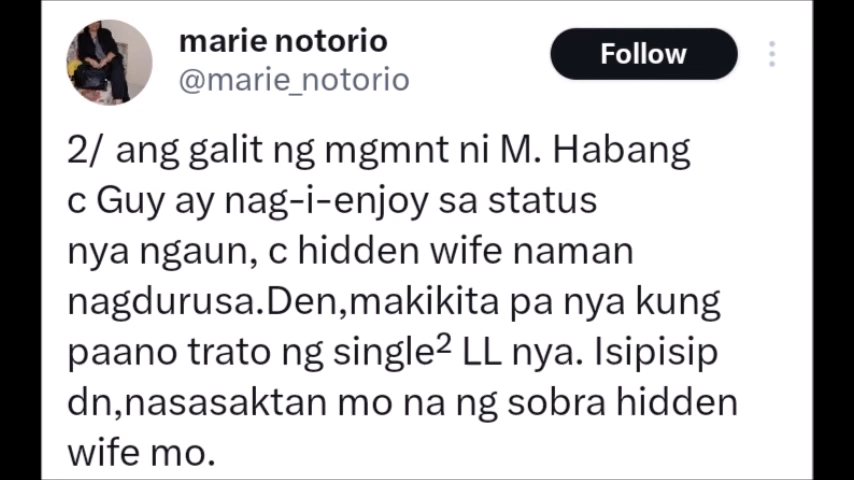 marie notorio
@marie_notorio
Follow
2/ ang galit ng mgmnt ni M. Habang
c Guy ay nag-i-enjoy sa status
nya ngaun, c hidden wife naman
nagdurusa.Den,makikita pa nya kung
paano trato ng single² LL nya. Isipisip
dn,nasasaktan mo na ng sobra hidden
wife mo.